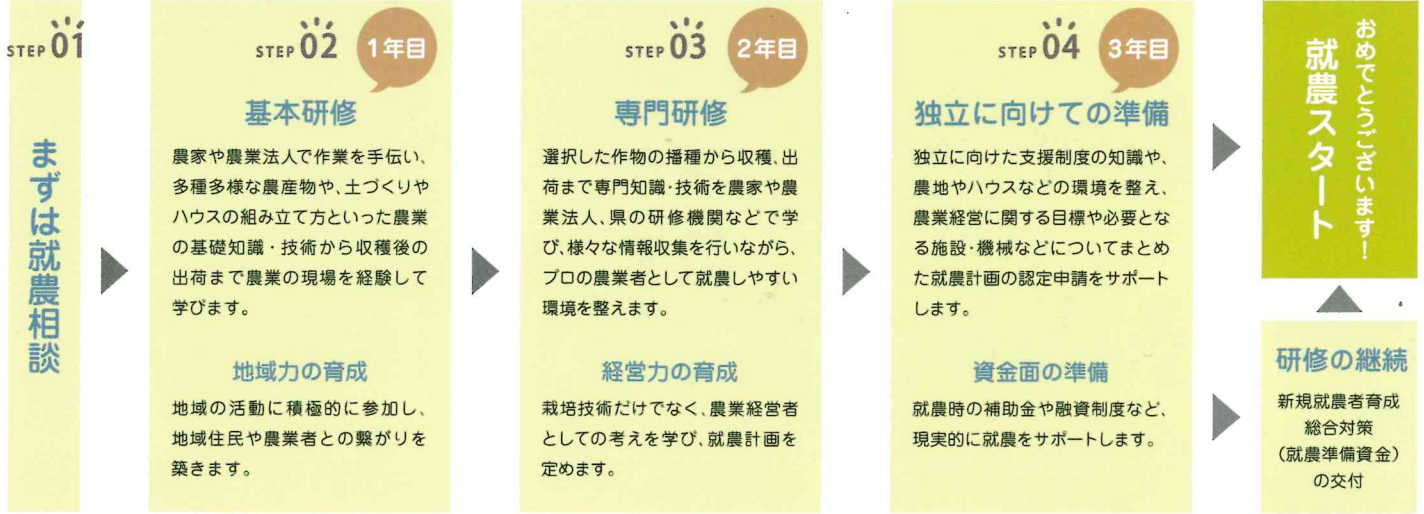 STEP 01
まずは就農相談
STEP 02
1年目
基本研修
農家や農業法人で作業を手伝い、
多種多様な農産物や、土づくりや
ハウスの組み立て方といった農業
の基礎知識・技術から収穫後の
出荷まで農業の現場を経験して
学びます。
地域力の育成
地域の活動に積極的に参加し、
地域住民や農業者との繋がりを
築きます。
STEP 03
2年目
専門研修
選択した作物の播種から収穫、出
荷まで専門知識・技術を農家や農
業法人、県の研修機関などで学
び、様々な情報収集を行いながら、
プロの農業者として就農しやすい
環境を整えます。
経営力の育成
栽培技術だけでなく、農業経営者
としての考えを学び、就農計画を
定めます。
STEP 04
3年目
独立に向けての準備
独立に向けた支援制度の知識や、
農地やハウスなどの環境を整え、
農業経営に関する目標や必要とな
る施設・機械などについてまとめ
た就農計画の認定申請をサポート
します。
資金面の準備
就農時の補助金や融資制度など、
現実的に就農をサポートします。
おめでとうございます！
就農スタート
研修の継続
新規就農者育成
総合対策
（就農準備資金）
の交付